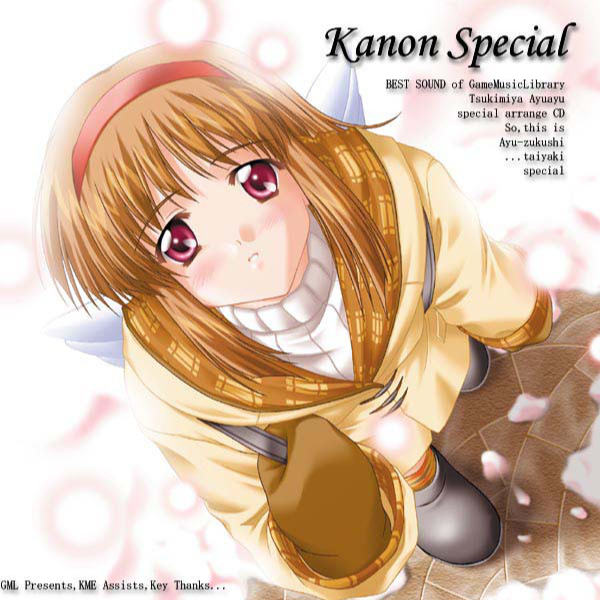 Kanon Special
BEST SOUND of GameMusicLibrary
Tsukimiya Ayuayu
special arrange CD
So,this is
Ayu-zukushi
...taiyaki
special
GML Presents,KME Assists,Key Thanks...